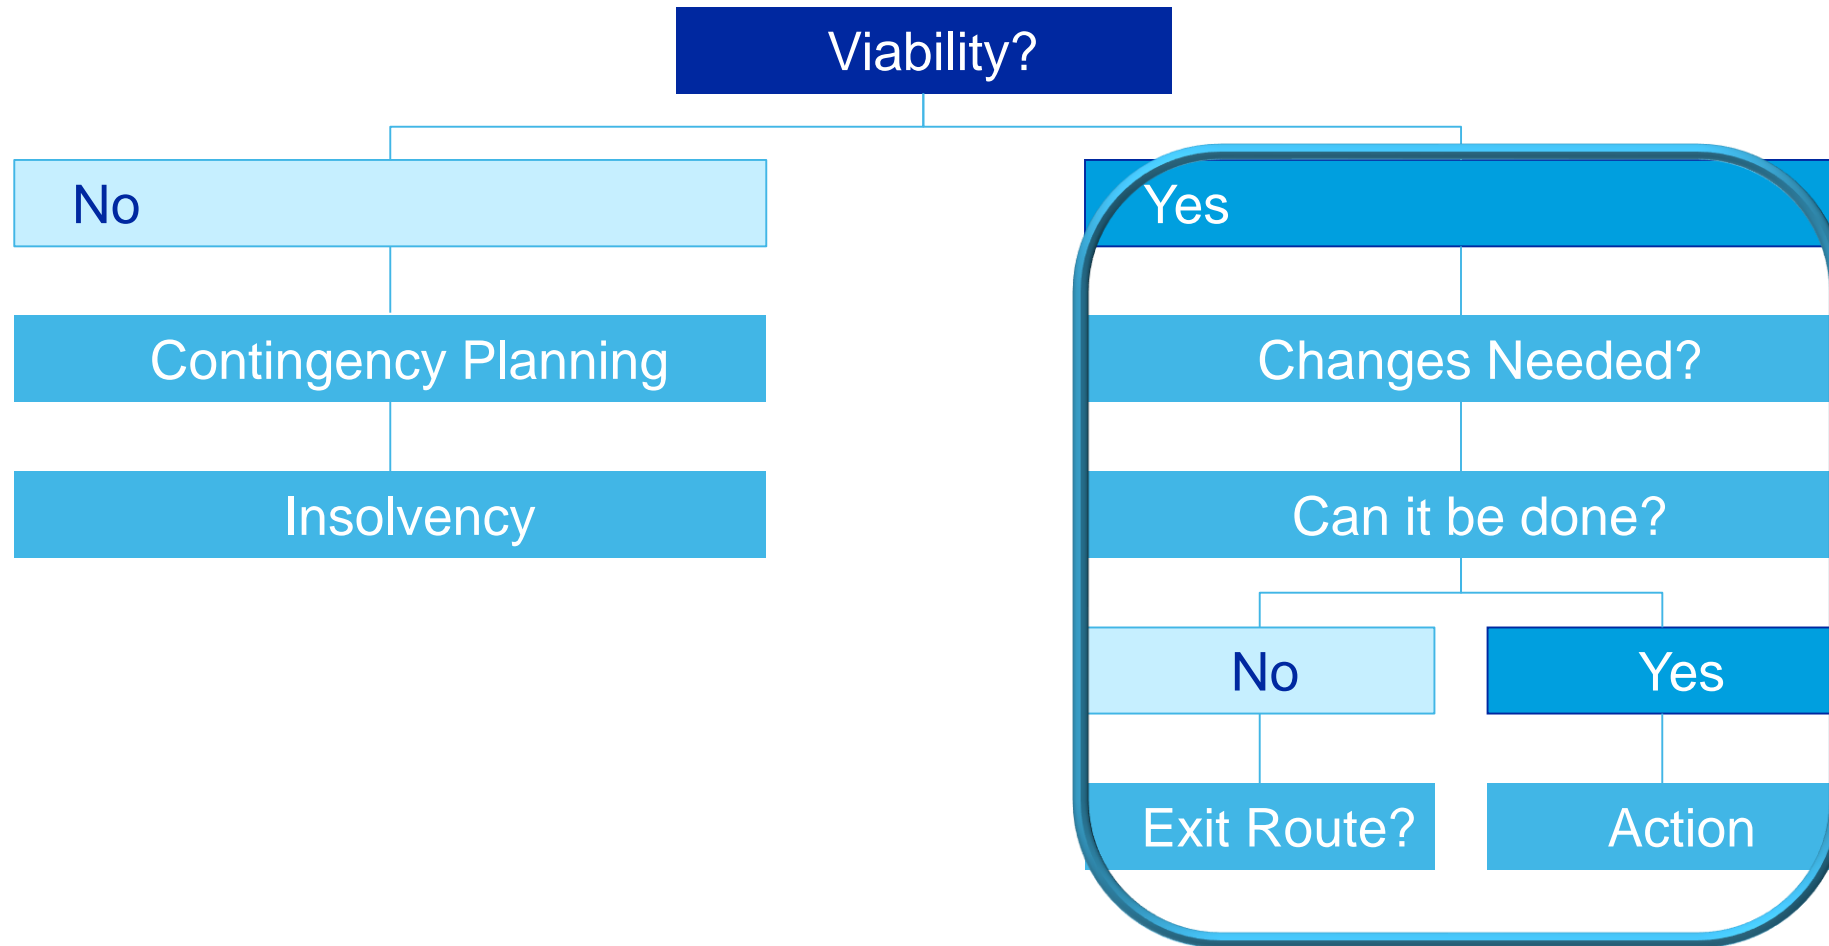 Viability?
No
Yes
Contingency Planning
Changes Needed?
Insolvency
Can it be done?
No
Yes
Exit Route?
Action